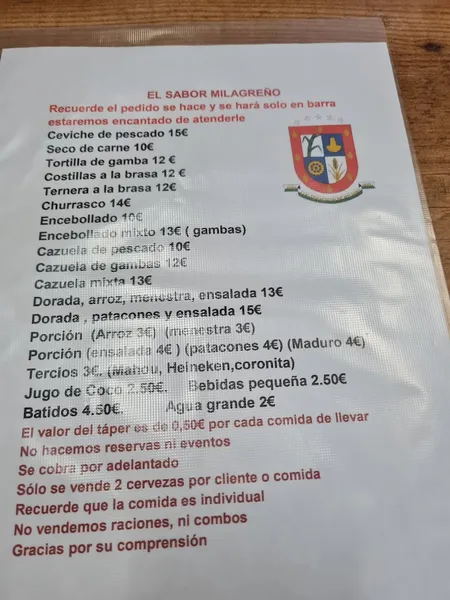 EL SABOR MILAGREÑO
Recuerde el pedido se hace y se hará solo en barra
estaremos encantado de atenderle
Ceviche de pescado 15€
Seco de carne 10€
Tortilla de gamba 12 €
Costillas a la brasa 12 €
Ternera a la brasa 12€
Churrasco 14€
Encebollado 10€
Encebollado mixto 13€ ( gambas)
Cazuela de pescado 10€
Cazuela de gambas 12€
Cazuela mixta 13€
Dorada, arroz, menestra, ensalada 13€
Dorada , patacones y ensalada 15€
Porción (Arroz 3€) (menestra 3€)
Porción (ensalada 4€ ) (patacones 4€) (Maduro 4€)
Tercios 3€. (Mahou, Heineken,coronita)
Jugo de Coco 2.50€. Bebidas pequeña 2.50€
Batidos 4.50€. Agua grande 2€
El valor del táper es de 0,50€ por cada comida de llevar
No hacemos reservas ni eventos
Se cobra por adelantado
Sólo se vende 2 cervezas por cliente o comida
Recuerde que la comida es individual
No vendemos raciones, ni combos
Gracias por su comprensión